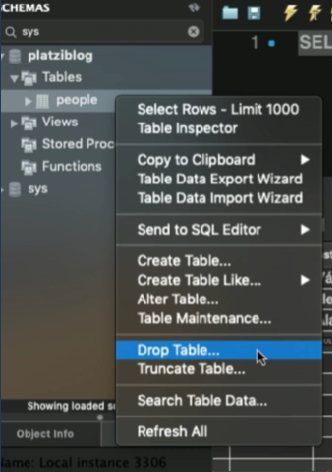 SCHEMAS
sys
platziblog
Tables
people
Views
Stored Proc
Functions
sys
1
SEL
Select Rows - Limit 1000
Table Inspector
Copy to Clipboard
Table Data Export Wizard
Table Data Import Wizard
Send to SQL Editor
Create Table...
Create Table Like...
Alter Table...
Table Maintenance...
Drop Table...
Truncate Table...
Search Table Data...
Refresh All
Showing loaded s
Object Info
Name: Local instance 3306